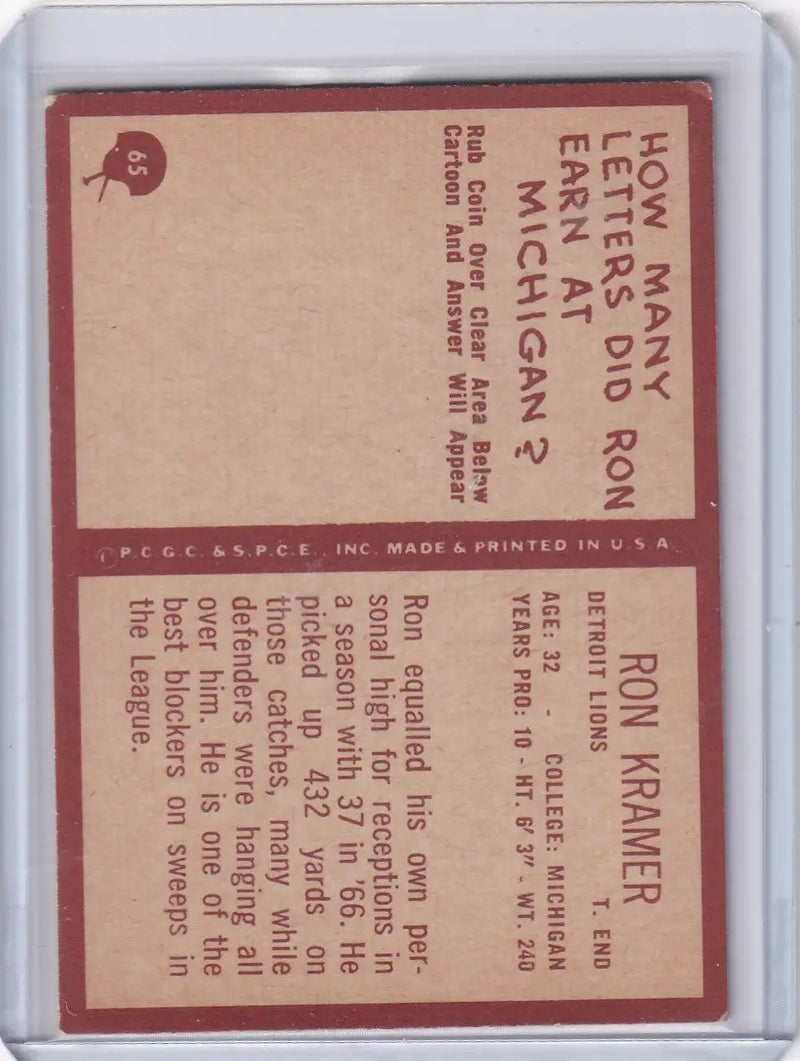 HOW MANY
LETTERS DID RON
EARN AT
MICHIGAN?
Rub Coin Over Clear Area Below
Cartoon And Answer Will Appear
65
©P.C.G.C. & S.P.C.E., INC. MADE & PRINTED IN U.S.A.
RON KRAMER
DETROIT LIONS T. END
AGE: 32 - COLLEGE: MICHIGAN
YEARS PRO: 10 - HT. 6' 3" - WT. 240
Ron equalled his own per-
sonal high for receptions in
a season with 37 in '66. He
picked up 432 yards on
those catches, many while
defenders were hanging all
over him. He is one of the
best blockers on sweeps in
the League.